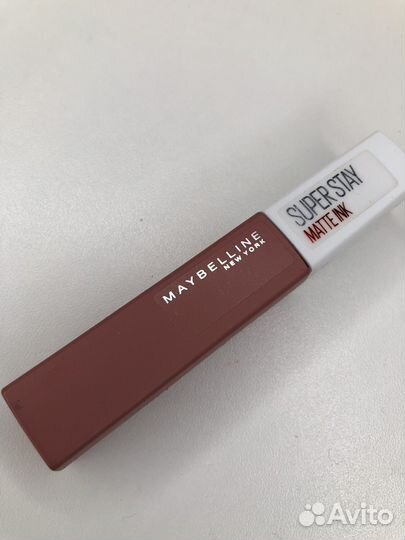 SUPER STAY
MATTE INK
MAYBELLINE
NEW YORK
Avito